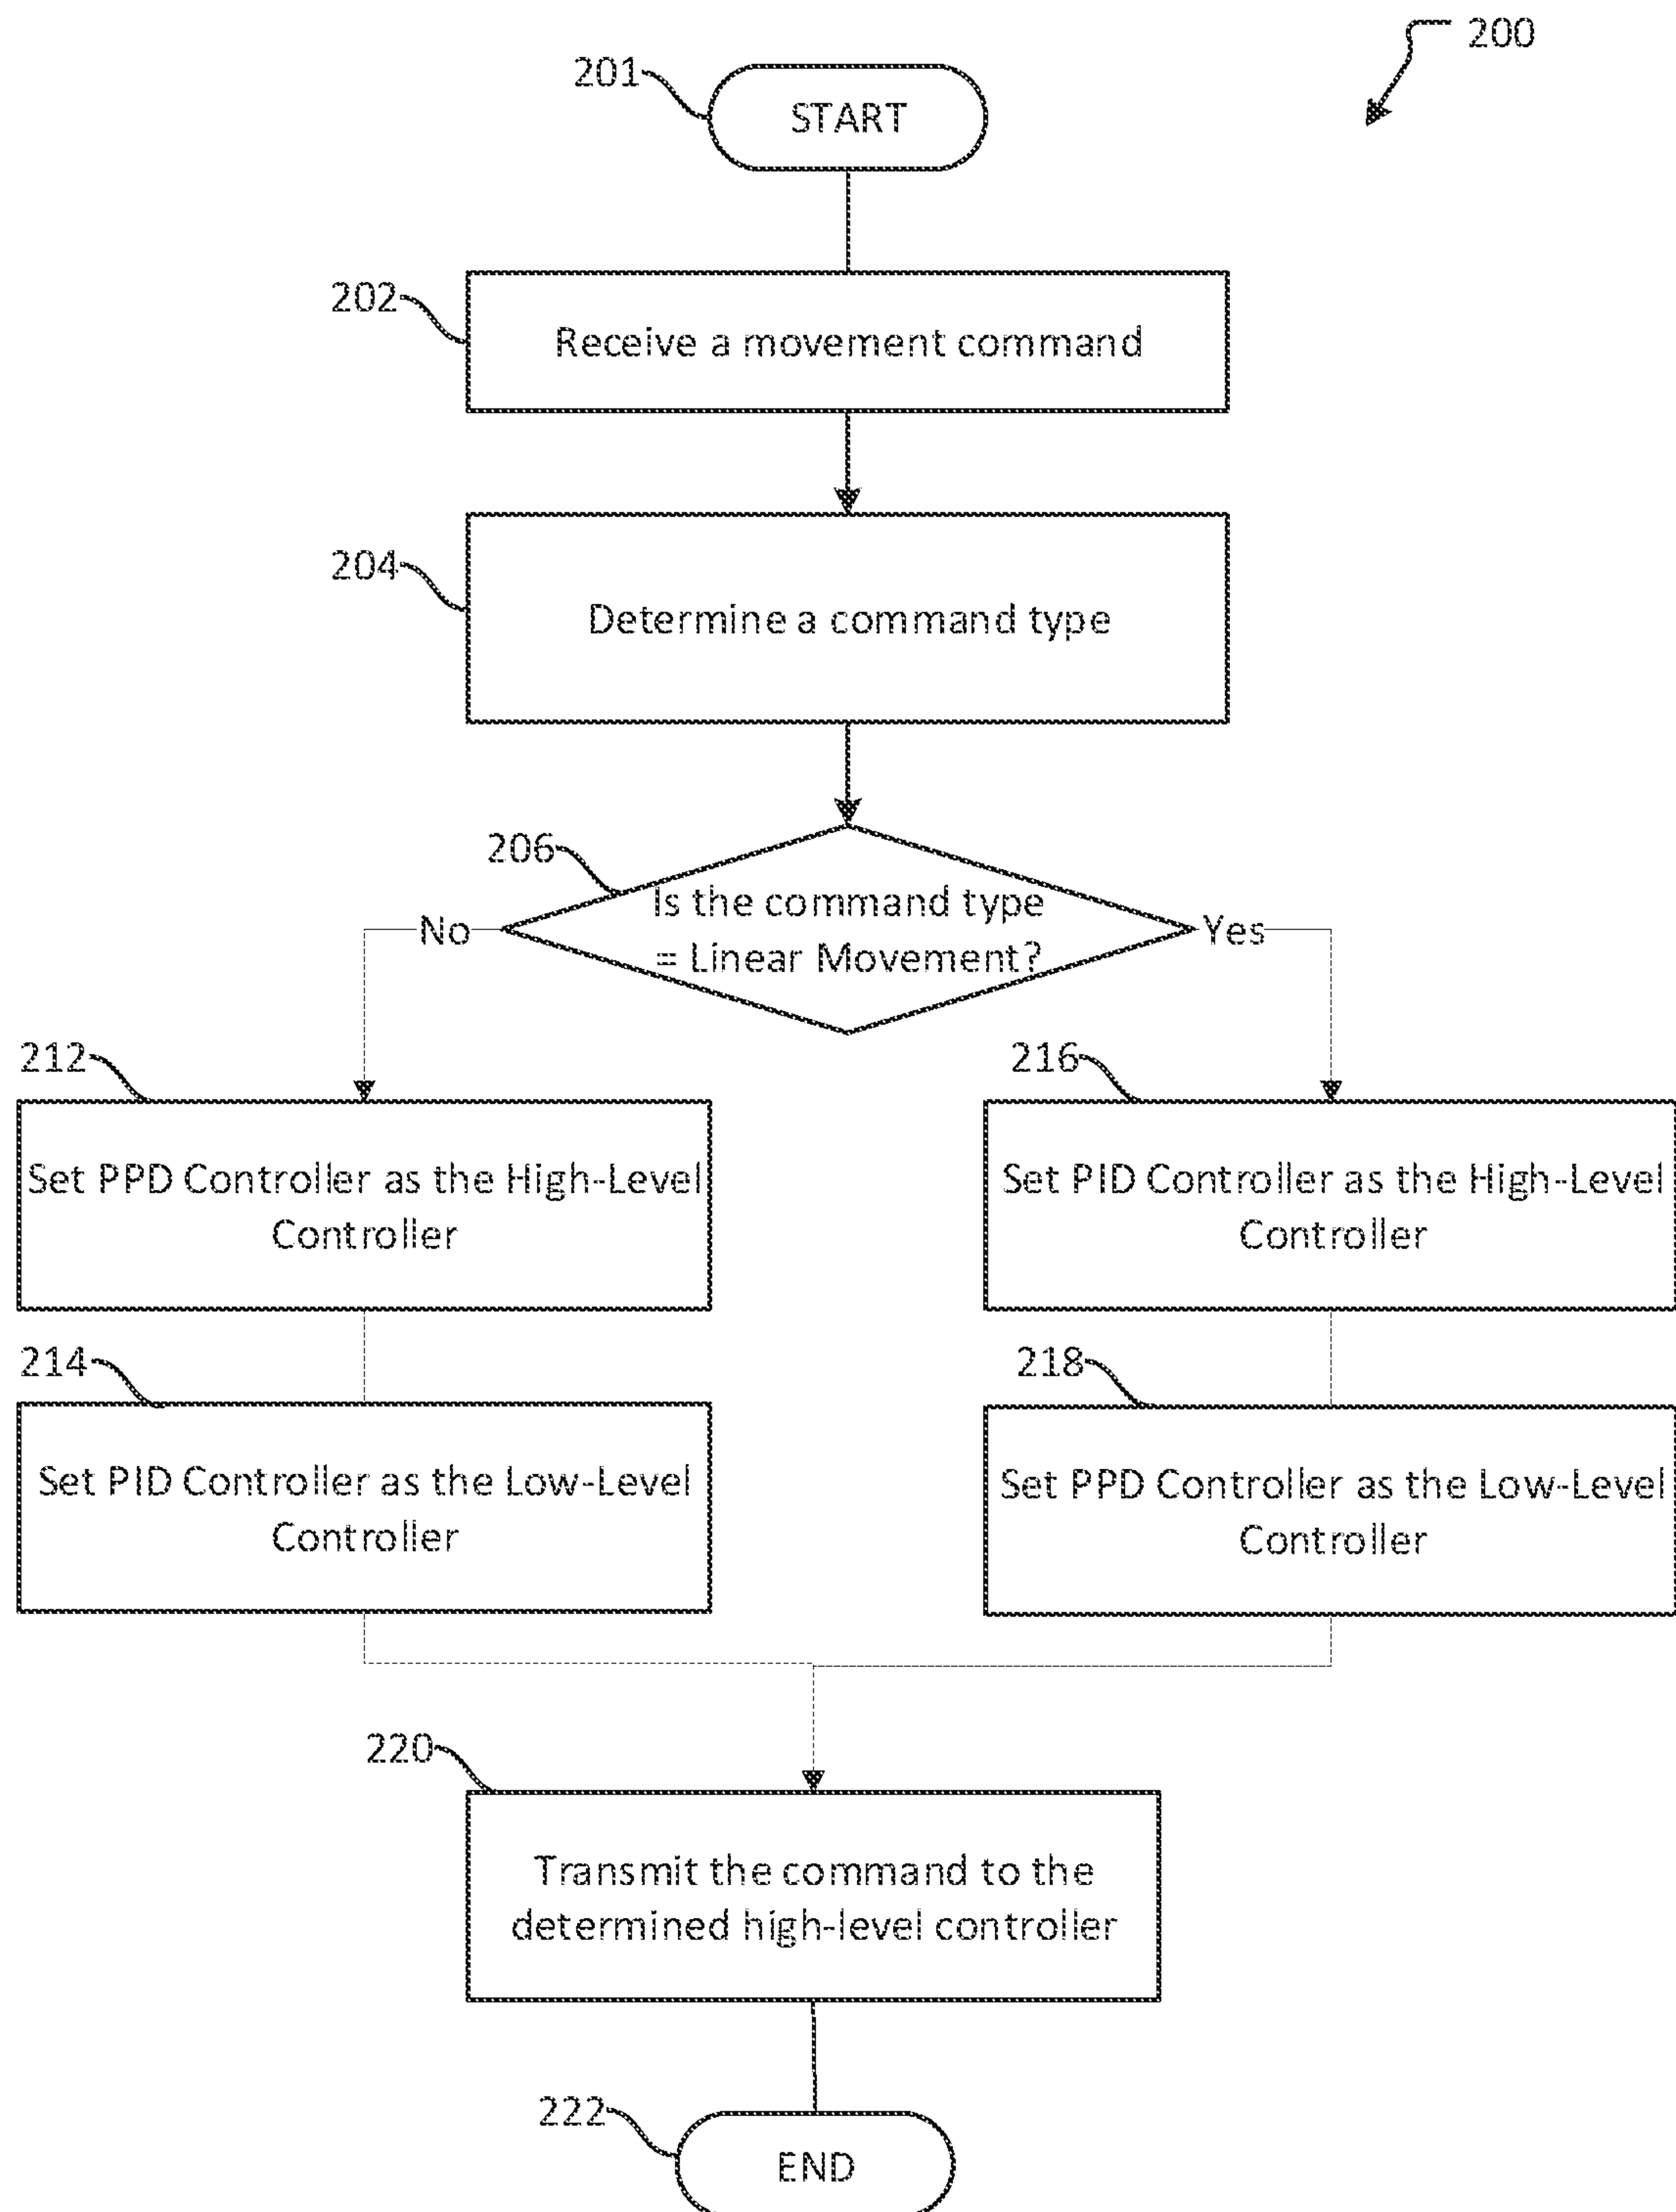 200
201
START
202
Receive a movement command
204
Determine a command type
206
Is the command type
= Linear Movement?
No
Yes
212
Set PPD Controller as the High-Level
Controller
216
Set PID Controller as the High-Level
Controller
214
Set PID Controller as the Low-Level
Controller
218
Set PPD Controller as the Low-Level
Controller
220
Transmit the command to the
determined high-level controller
222
END